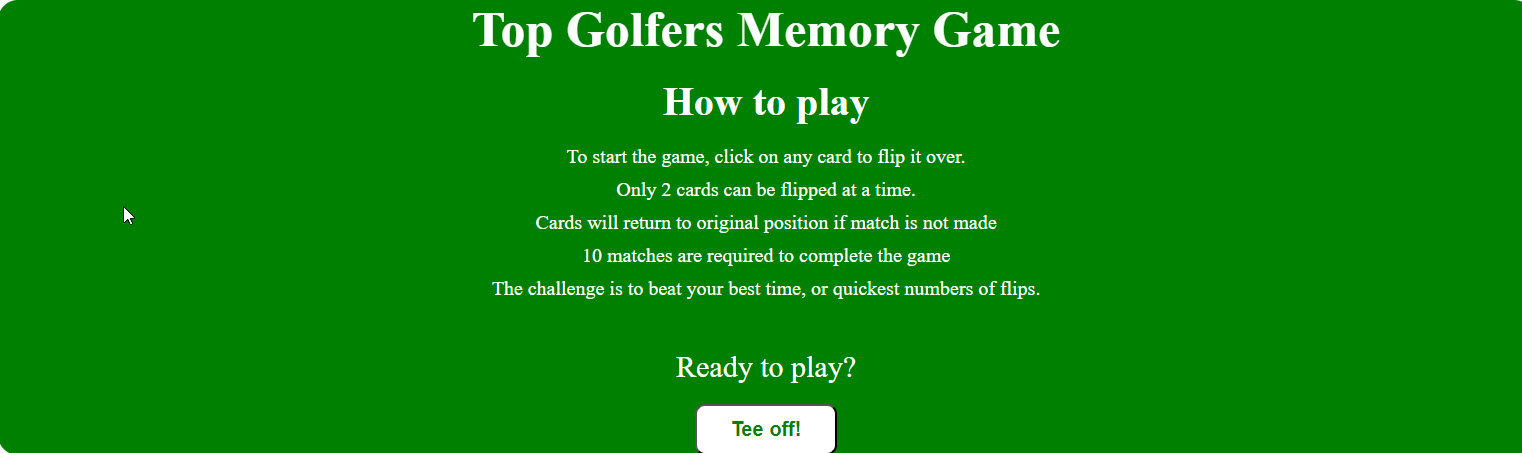 Top Golfers Memory Game
How to play
To start the game, click on any card to flip it over.
Only 2 cards can be flipped at a time.
Cards will return to original position if match is not made
10 matches are required to complete the game
The challenge is to beat your best time, or quickest numbers of flips.
Ready to play?
Tee off!